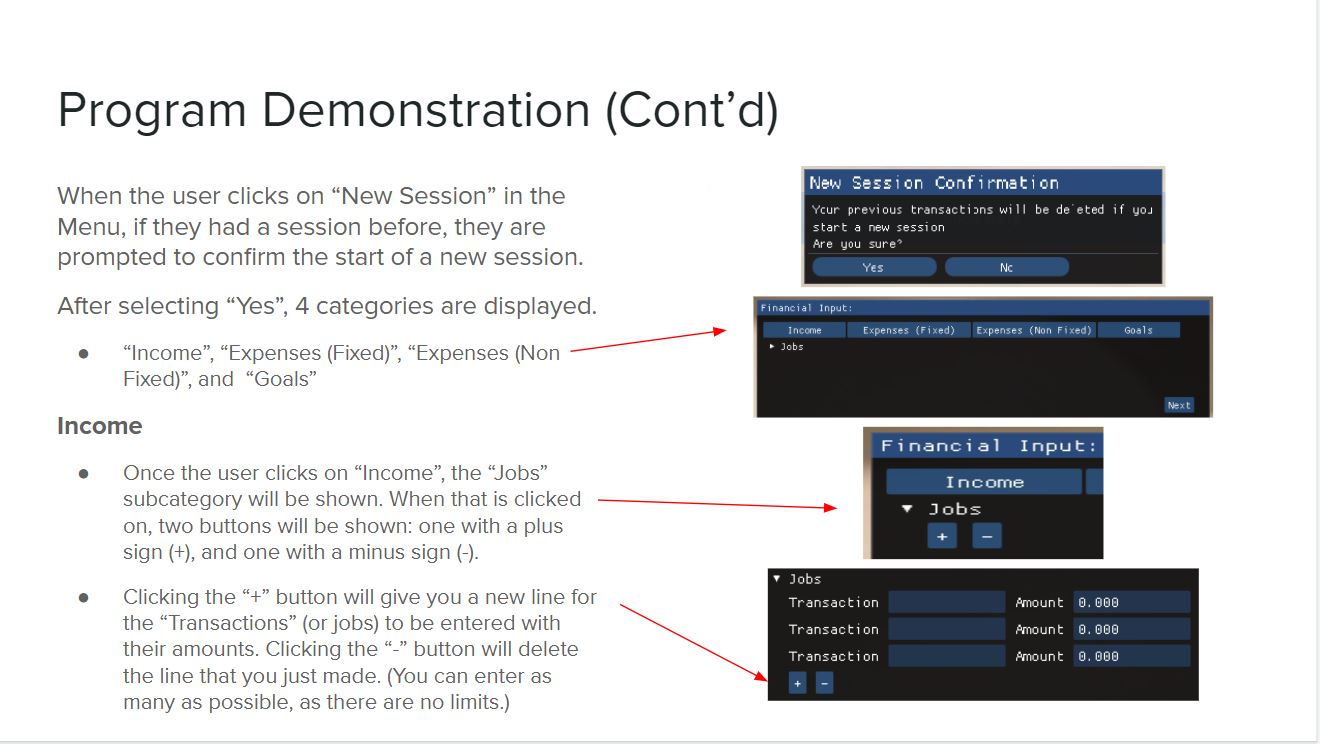 Program Demonstration (Cont’d)
When the user clicks on “New Session” in the
Menu, if they had a session before, they are
prompted to confirm the start of a new session.
After selecting “Yes”, 4 categories are displayed.
● “Income”, “Expenses (Fixed)”, “Expenses (Non
Fixed)”, and “Goals”
Income
● Once the user clicks on “Income”, the “Jobs”
subcategory will be shown. When that is clicked
on, two buttons will be shown: one with a plus
sign (+), and one with a minus sign (-).
● Clicking the “+” button will give you a new line for
the “Transactions” (or jobs) to be entered with
their amounts. Clicking the “-” button will delete
the line that you just made. (You can enter as
many as possible, as there are no limits.)
New Session Confirmation
Your previous transactions will be deleted if you
start a new session
Are you sure?
Yes No
Financial Input:
Income Expenses (Fixed) Expenses (Non Fixed) Goals
Jobs
Next
Financial Input:
Income
Jobs
+ −
Jobs
Transaction Amount 0.000
Transaction Amount 0.000
Transaction Amount 0.000
+ −